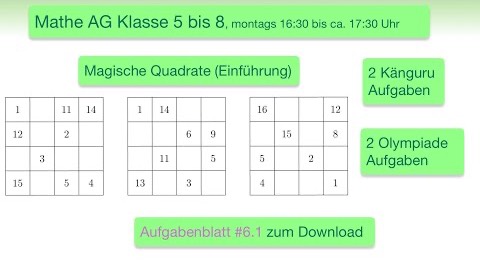 Mathe AG Klasse 5 bis 8, montags 16:30 bis ca. 17:30 Uhr
Magische Quadrate (Einführung)
2 Känguru
Aufgaben
2 Olympiade
Aufgaben
1 11 14
12 2
3
15 5 4
1 14
6 9
11 5
13 3
16 12
15 8
5 2
4 1
Aufgabenblatt #6.1 zum Download